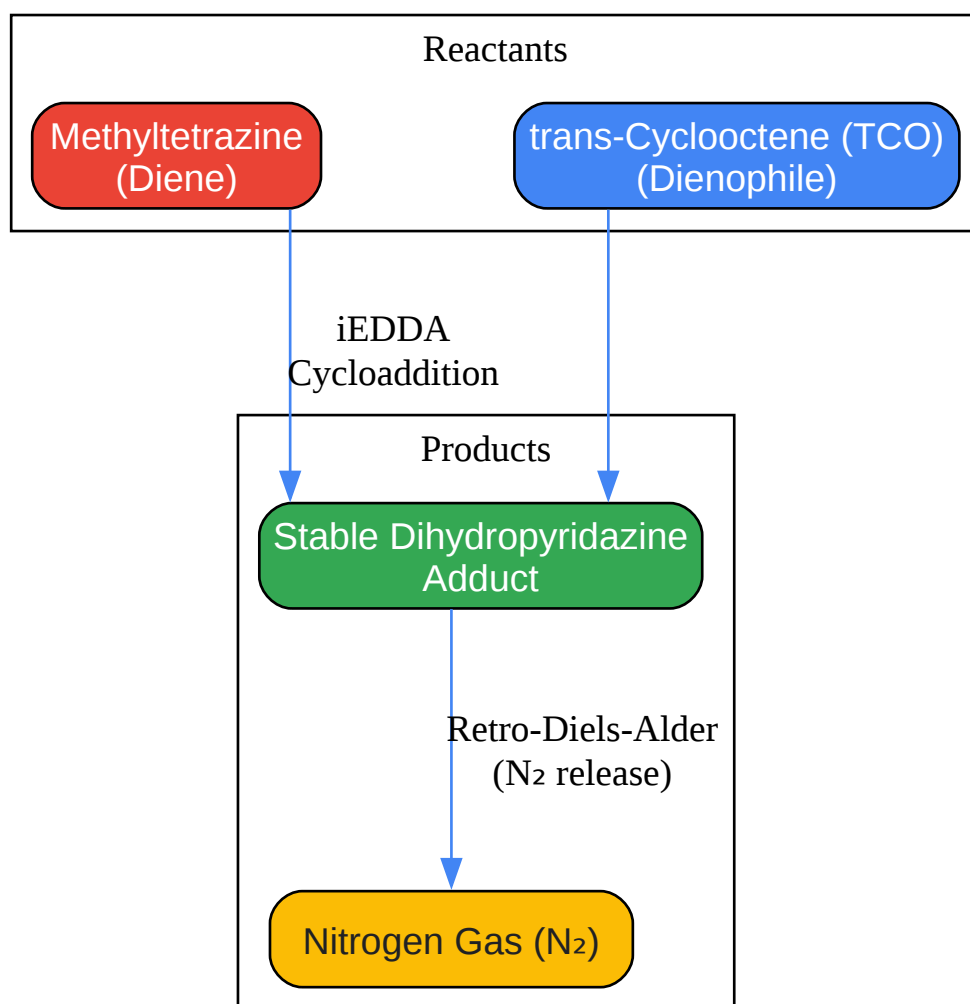 Reactants
Methyltetrazine
(Diene)
trans-Cyclooctene (TCO)
(Dienophile)
iEDDA
Cycloaddition
Products
Stable Dihydropyridazine
Adduct
Retro-Diels-Alder
(N₂ release)
Nitrogen Gas (N₂)